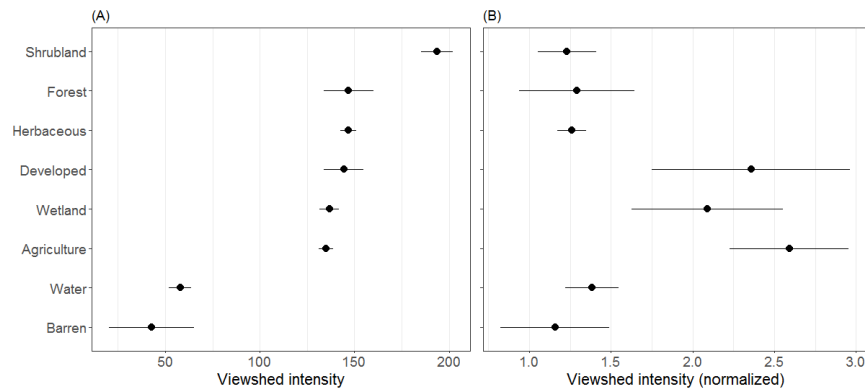 (A)
(B)
Shrubland
Forest
Herbaceous
Developed
Wetland
Agriculture
Water
Barren
50 100 150 200
1.0 1.5 2.0 2.5 3.0
Viewshed intensity
Viewshed intensity (normalized)